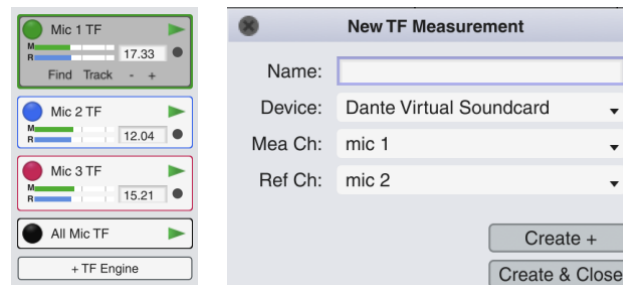 Mic 1 TF
M
R
17.33
Find Track - +
Mic 2 TF
M
R
12.04
Mic 3 TF
M
R
15.21
All Mic TF
+ TF Engine
New TF Measurement
Name:
Device: Dante Virtual Soundcard
Mea Ch: mic 1
Ref Ch: mic 2
Create +
Create & Close